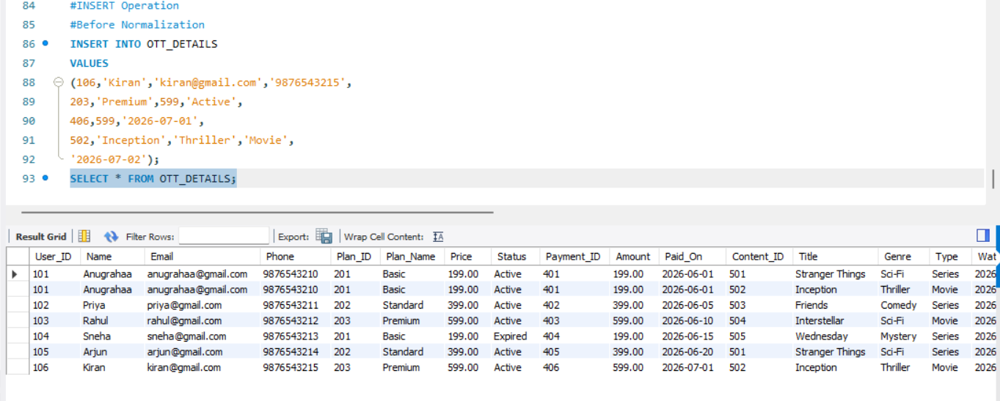 84 #INSERT Operation
85 #Before Normalization
86 INSERT INTO OTT_DETAILS
87 VALUES
88 (106,'Kiran','kiran@gmail.com','9876543215',
89 203,'Premium',599,'Active',
90 406,599,'2026-07-01',
91 502,'Inception','Thriller','Movie',
92 '2026-07-02');
93 SELECT * FROM OTT_DETAILS;
Result Grid Filter Rows: Export: Wrap Cell Content: IA
User_ID Name Email Phone Plan_ID Plan_Name Price Status Payment_ID Amount Paid_On Content_ID Title Genre Type Wat
101 Anugrahaa anugrahaa@gmail.com 9876543210 201 Basic 199.00 Active 401 199.00 2026-06-01 501 Stranger Things Sci-Fi Series 2026
101 Anugrahaa anugrahaa@gmail.com 9876543210 201 Basic 199.00 Active 401 199.00 2026-06-01 502 Inception Thriller Movie 2026
102 Priya priya@gmail.com 9876543211 202 Standard 399.00 Active 402 399.00 2026-06-05 503 Friends Comedy Series 2026
103 Rahul rahul@gmail.com 9876543212 203 Premium 599.00 Active 403 599.00 2026-06-10 504 Interstellar Sci-Fi Movie 2026
104 Sneha sneha@gmail.com 9876543213 201 Basic 199.00 Expired 404 199.00 2026-06-15 505 Wednesday Mystery Series 2026
105 Arjun arjun@gmail.com 9876543214 202 Standard 399.00 Active 405 399.00 2026-06-20 501 Stranger Things Sci-Fi Series 2026
106 Kiran kiran@gmail.com 9876543215 203 Premium 599.00 Active 406 599.00 2026-07-01 502 Inception Thriller Movie 2026